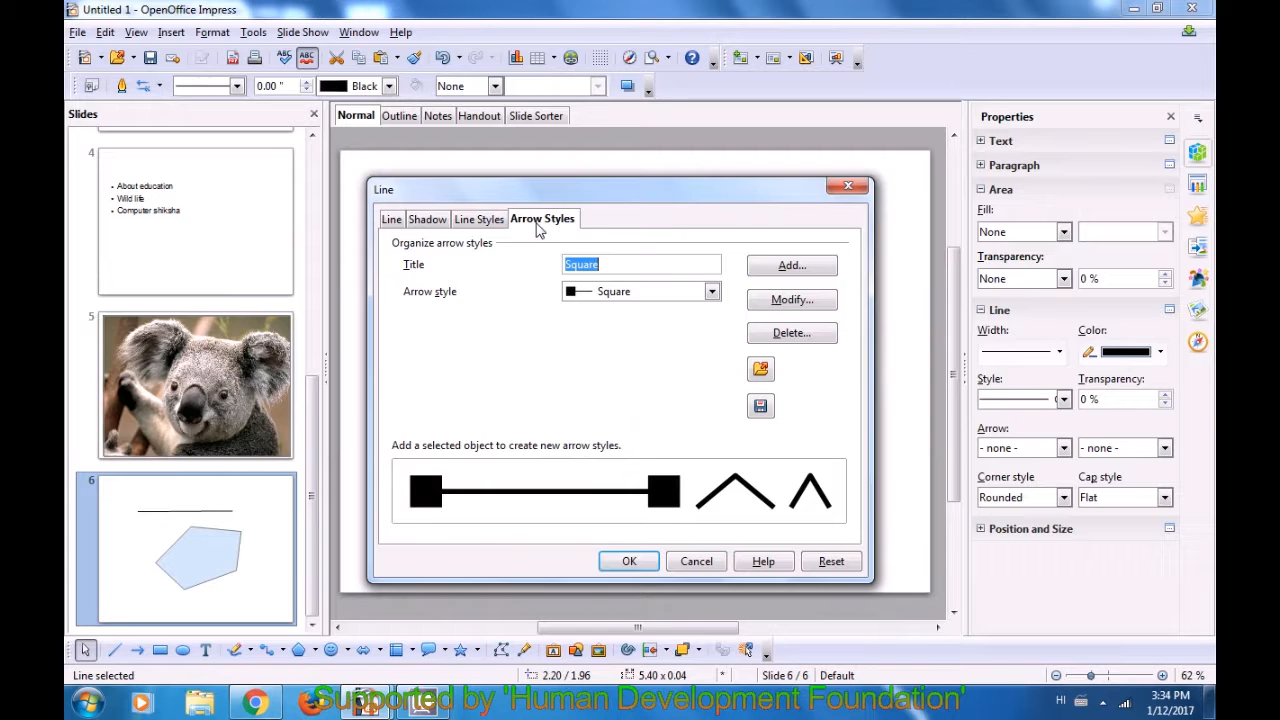 Untitled 1 - OpenOffice Impress
File Edit View Insert Format Tools Slide Show Window Help
0.00 " Black None
Slides
Normal Outline Notes Handout Slide Sorter
Properties
4
About education
Wild life
Computer shiksha
5
6
Line
Line Shadow Line Styles Arrow Styles
Organize arrow styles
Title Square Add...
Arrow style Square Modify...
Delete...
Add a selected object to create new arrow styles.
OK Cancel Help Reset
Text
Paragraph
Area
Fill:
None
Transparency:
None 0 %
Line
Width: Color:
Style: Transparency:
0 %
Arrow:
- none - - none -
Corner style Cap style
Rounded Flat
Position and Size
Line selected 2.20 / 1.96 5.40 x 0.04 * Slide 6 / 6 Default 62 %
Supported by 'Human Development Foundation'
HI 3:34 PM
1/12/2017